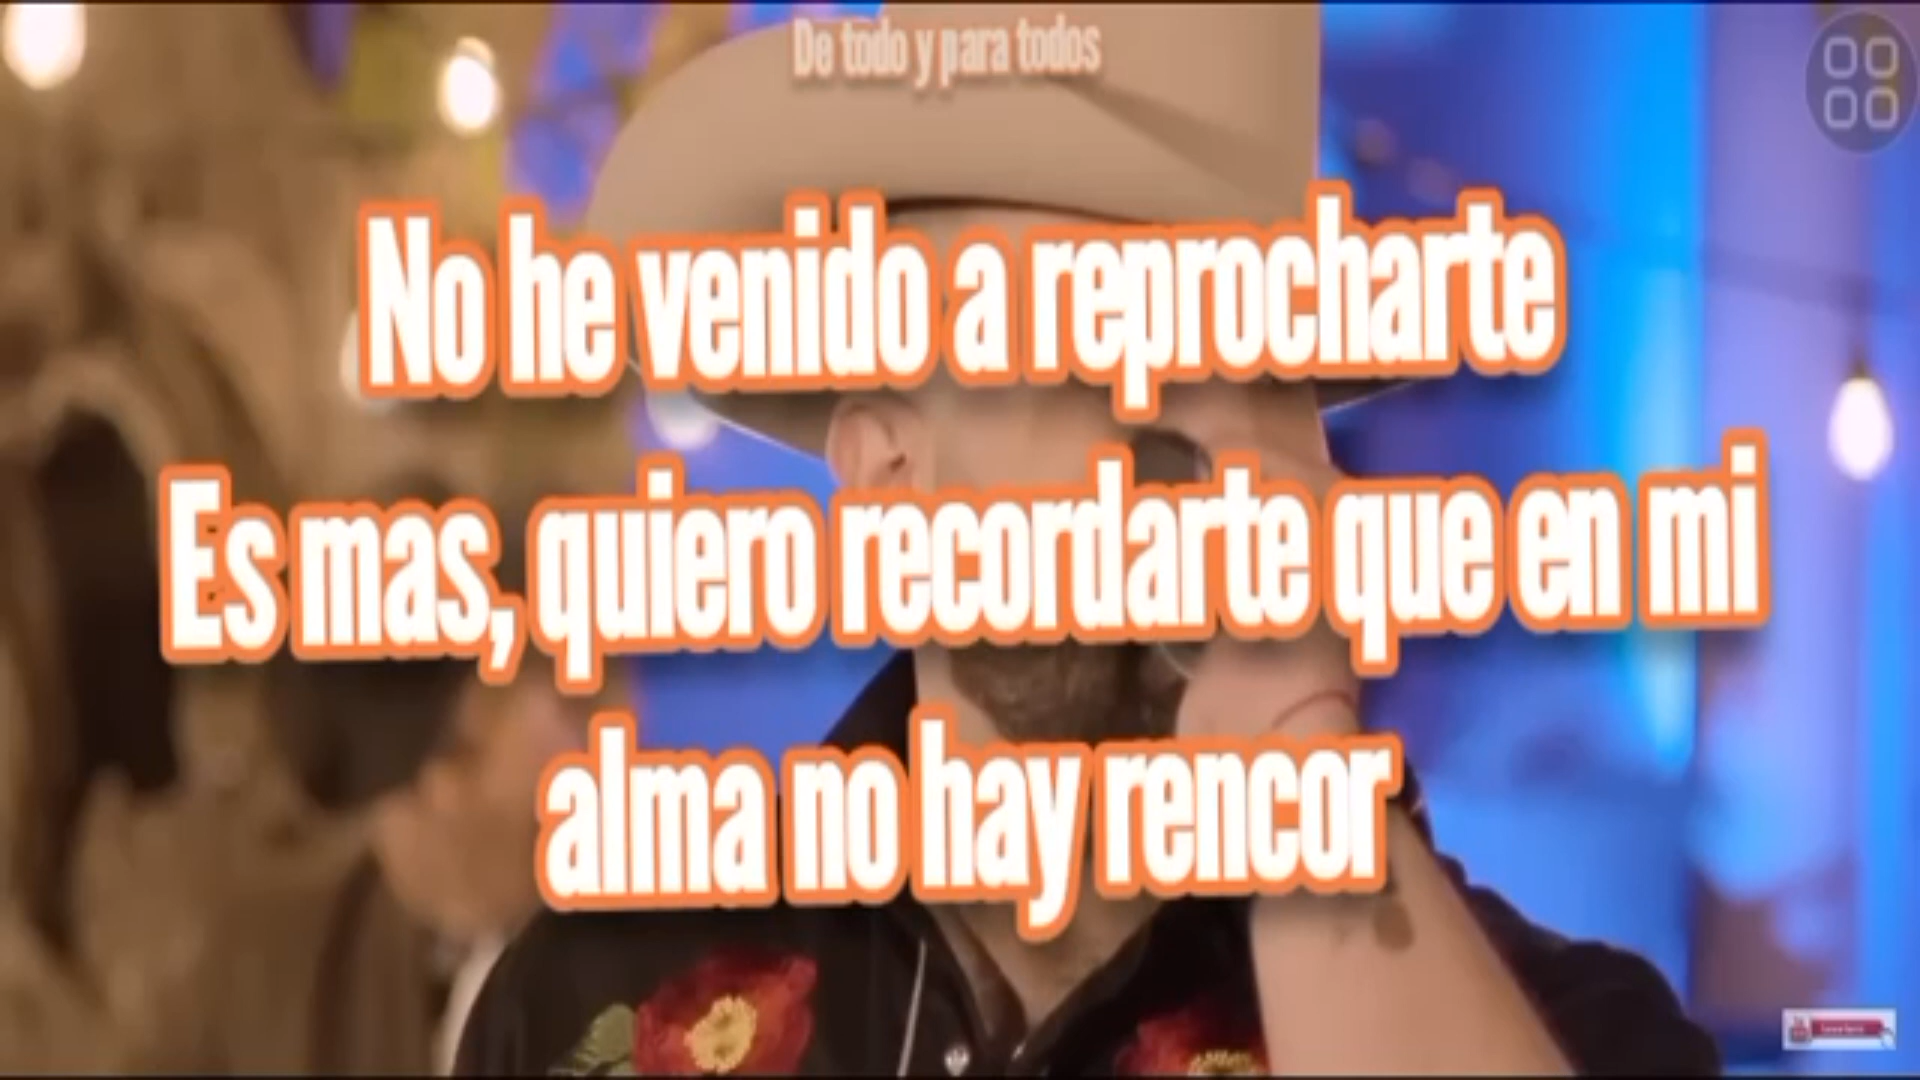 De todo y para todos
No he venido a reprocharte
Es mas, quiero recordarte que en mi
alma no hay rencor